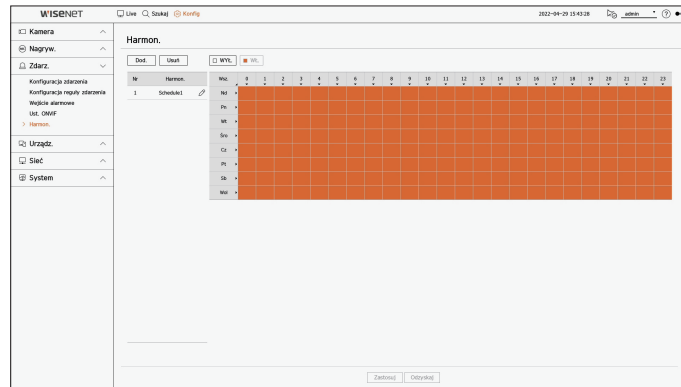 WISENET
Live Szukaj Konfig
2022-04-29 15:43:28 admin ?
Kamera
Nagryw.
Zdarz.
Konfiguracja zdarzenia
Konfiguracja reguły zdarzenia
Wejście alarmowe
Ust. ONVIF
> Harmon.
Urządz.
Sieć
System
Harmon.
Dod. Usuń
WYŁ. WŁ.
Nr Harmon.
1 Schedule1
Wsz. 0 1 2 3 4 5 6 7 8 9 10 11 12 13 14 15 16 17 18 19 20 21 22 23
Nd
Pn
Wt
Śro
Cz
Pt
Sb
Wol
Zastosuj Odzyskaj